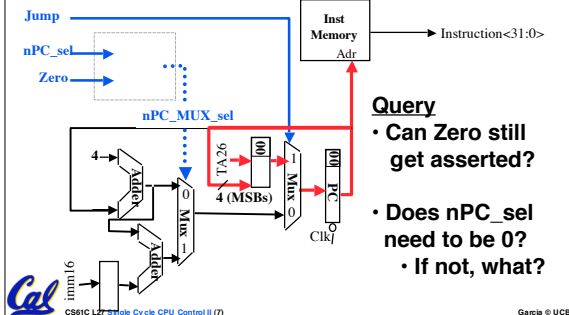 Jump
Inst
Memory
Adr
Instruction<31:0>
nPC_sel
Zero
nPC_MUX_sel
Query
• Can Zero still
get asserted?
• Does nPC_sel
need to be 0?
• If not, what?
4
Adder
0
Mux
1
Adder
imm16
TA26
4 (MSBs)
00
1
Mux
0
PC
00
Clk
Cal
CS61C L27 Single Cycle CPU Control II (7)
Garcia © UCB